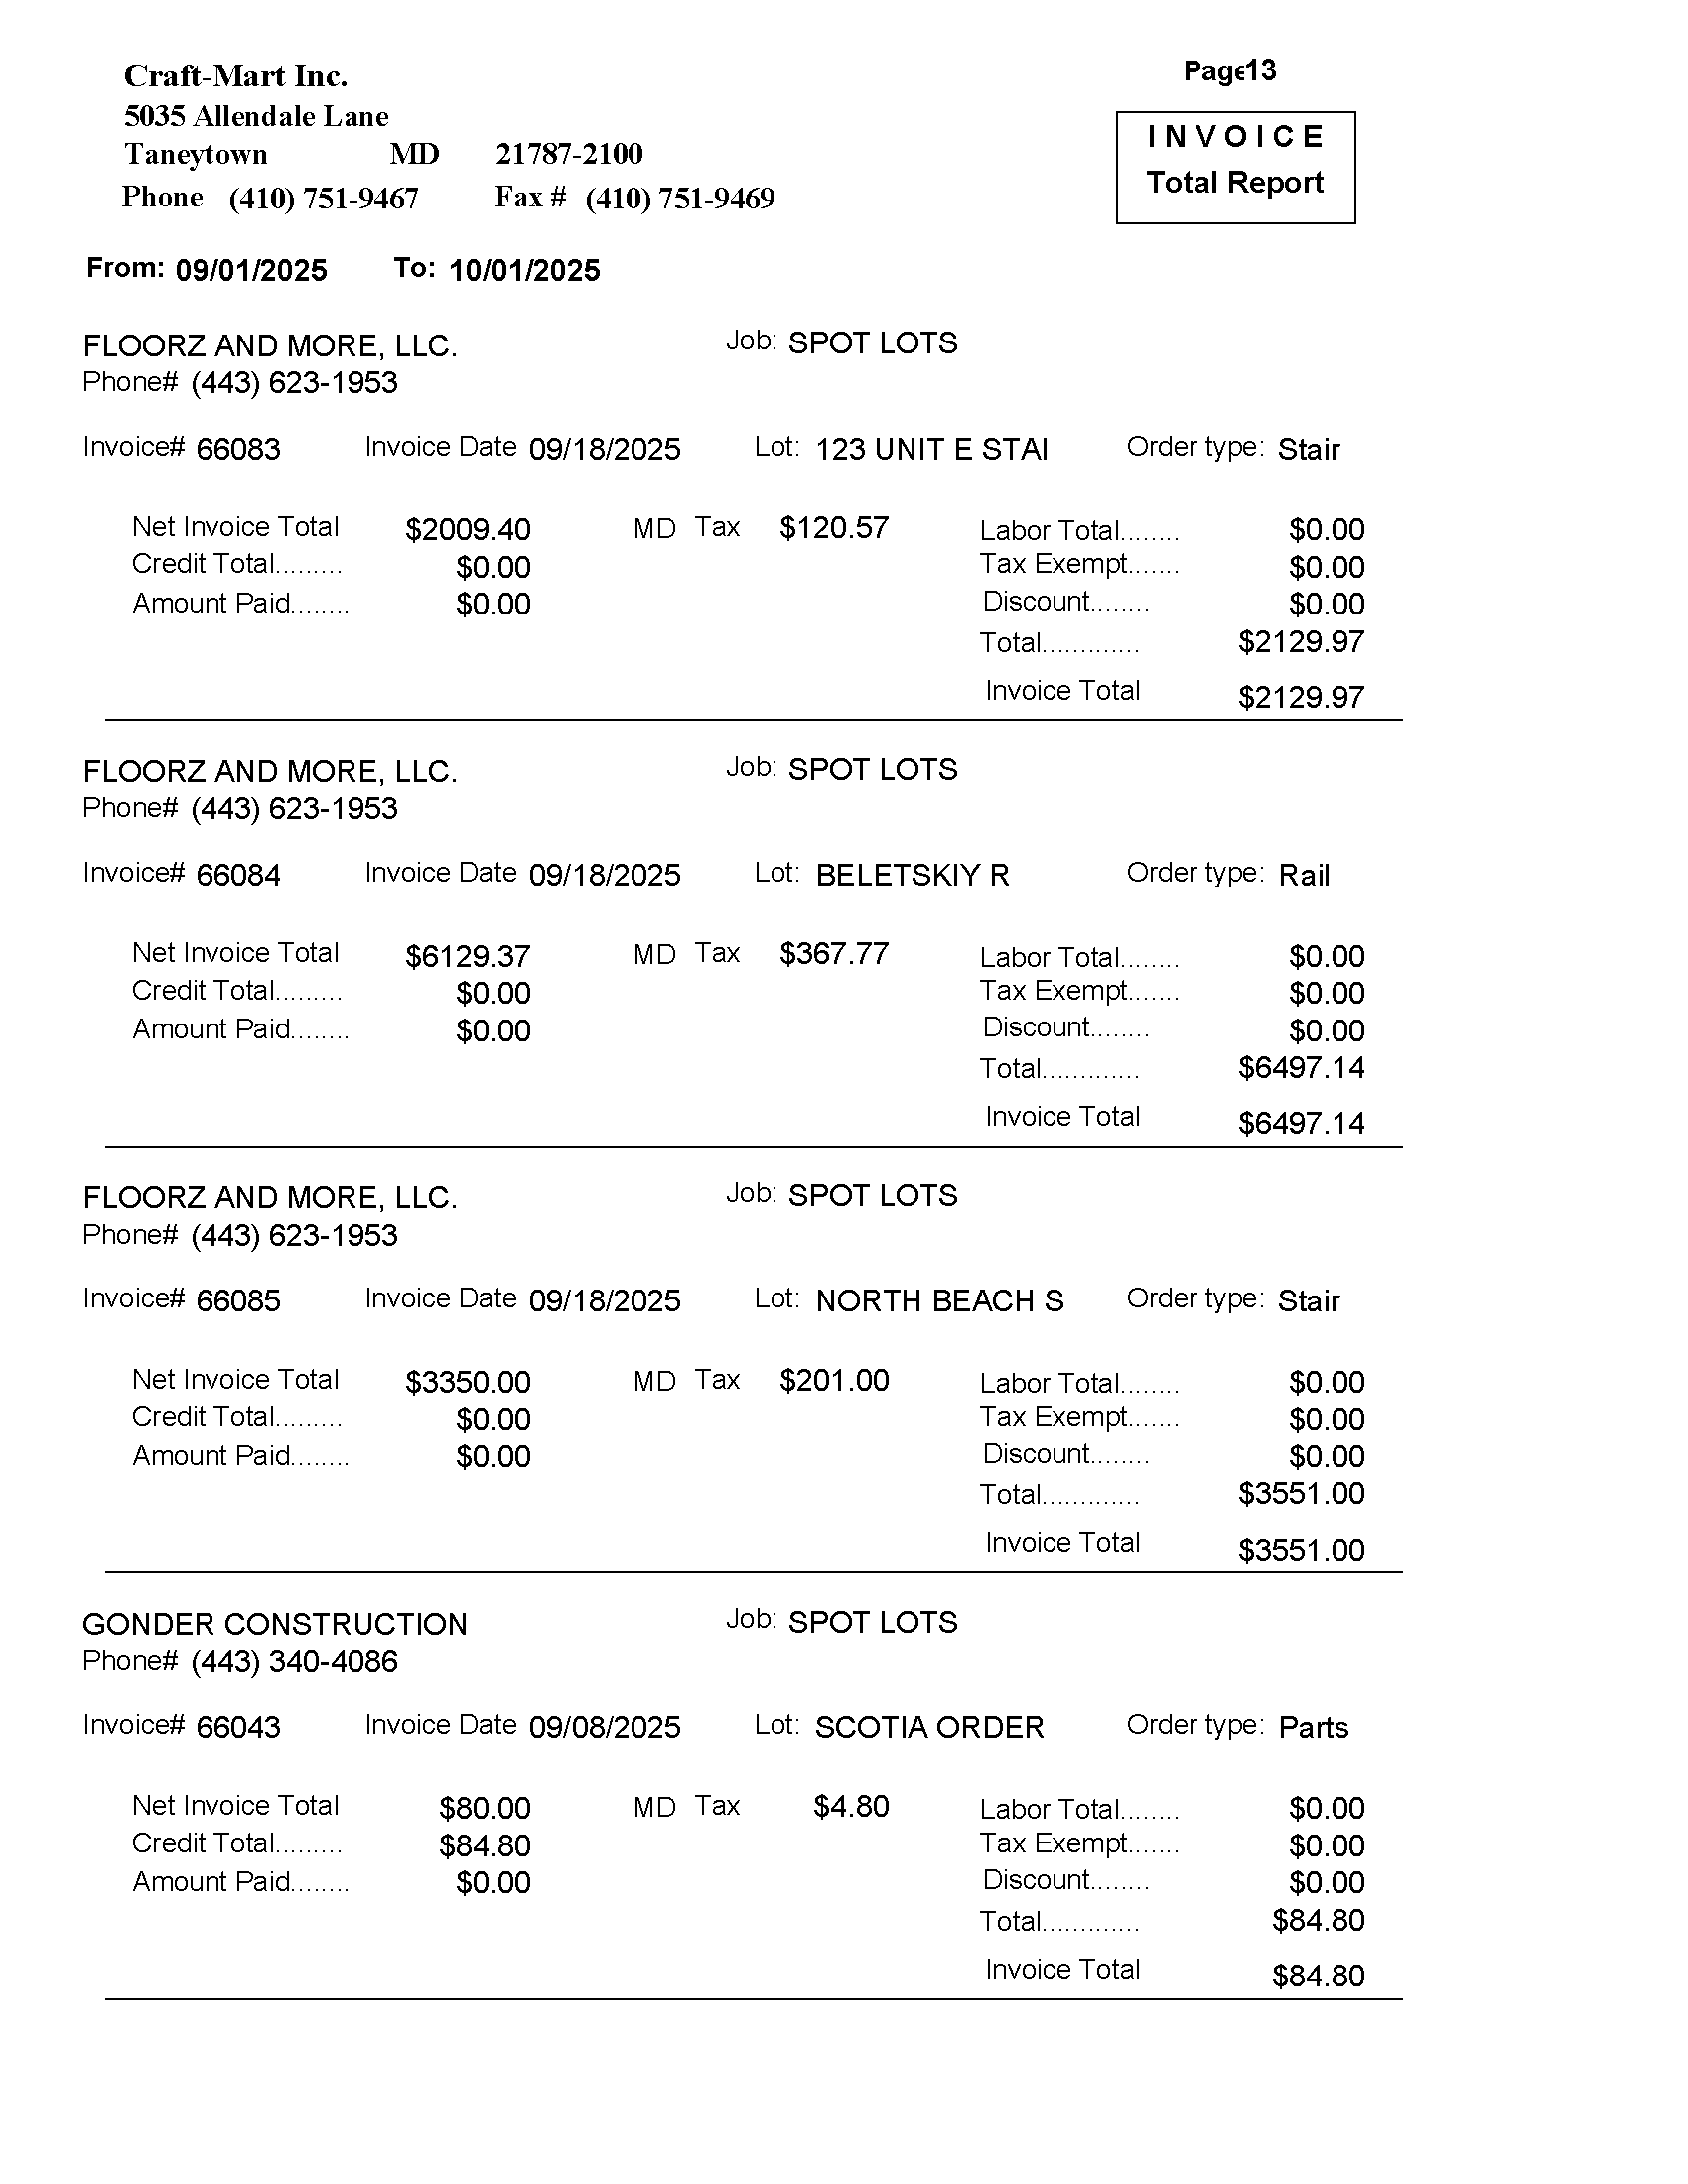 Craft-Mart Inc.
Page13
5035 Allendale Lane
INVOICE
Taneytown MD 21787-2100
Total Report
Phone (410) 751-9467 Fax # (410) 751-9469
From: 09/01/2025 To: 10/01/2025
FLOORZ AND MORE, LLC. Job: SPOT LOTS
Phone# (443) 623-1953
Invoice# 66083 Invoice Date 09/18/2025 Lot: 123 UNIT E STAI Order type: Stair
Net Invoice Total $2009.40 MD Tax $120.57 Labor Total........ $0.00
Credit Total......... $0.00 Tax Exempt....... $0.00
Amount Paid........ $0.00 Discount........ $0.00
Total............. $2129.97
Invoice Total $2129.97
FLOORZ AND MORE, LLC. Job: SPOT LOTS
Phone# (443) 623-1953
Invoice# 66084 Invoice Date 09/18/2025 Lot: BELETSKIY R Order type: Rail
Net Invoice Total $6129.37 MD Tax $367.77 Labor Total........ $0.00
Credit Total......... $0.00 Tax Exempt....... $0.00
Amount Paid........ $0.00 Discount........ $0.00
Total............. $6497.14
Invoice Total $6497.14
FLOORZ AND MORE, LLC. Job: SPOT LOTS
Phone# (443) 623-1953
Invoice# 66085 Invoice Date 09/18/2025 Lot: NORTH BEACH S Order type: Stair
Net Invoice Total $3350.00 MD Tax $201.00 Labor Total........ $0.00
Credit Total......... $0.00 Tax Exempt....... $0.00
Amount Paid........ $0.00 Discount........ $0.00
Total............. $3551.00
Invoice Total $3551.00
GONDER CONSTRUCTION Job: SPOT LOTS
Phone# (443) 340-4086
Invoice# 66043 Invoice Date 09/08/2025 Lot: SCOTIA ORDER Order type: Parts
Net Invoice Total $80.00 MD Tax $4.80 Labor Total........ $0.00
Credit Total......... $84.80 Tax Exempt....... $0.00
Amount Paid........ $0.00 Discount........ $0.00
Total............. $84.80
Invoice Total $84.80